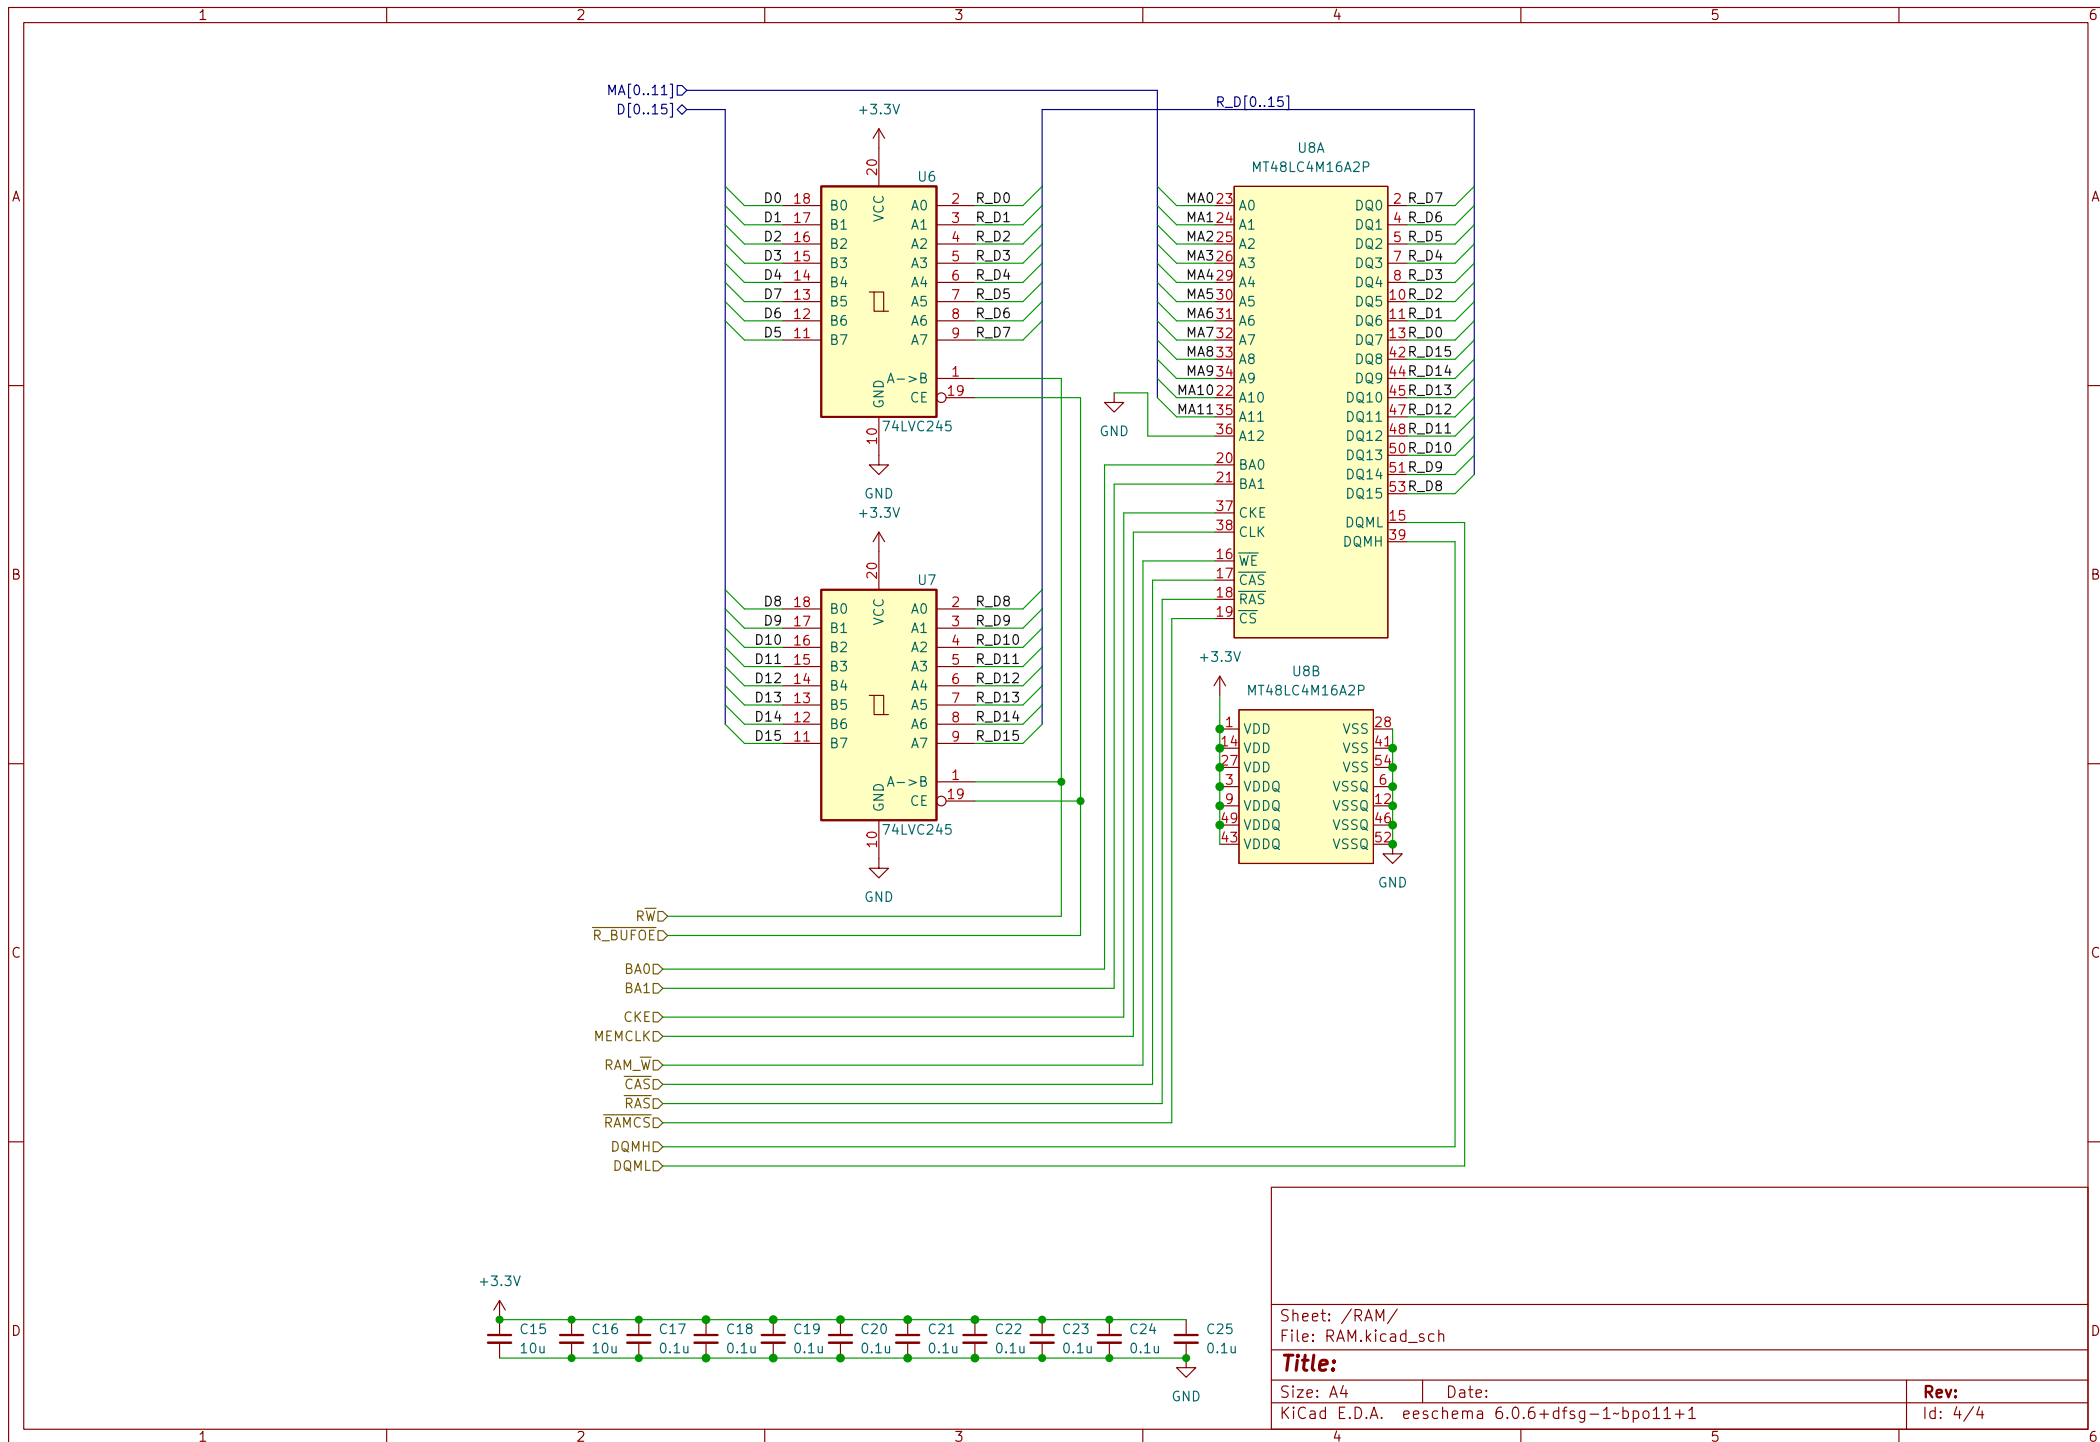 1 2 3 4 5 6
MA[0..11]
D[0..15]
+3.3V
R_D[0..15]
U8A
MT48LC4M16A2P
U6
20
VCC
D0 18 B0 A0 2 R_D0
D1 17 B1 A1 3 R_D1
D2 16 B2 A2 4 R_D2
D3 15 B3 A3 5 R_D3
D4 14 B4 A4 6 R_D4
D7 13 B5 A5 7 R_D5
D6 12 B6 A6 8 R_D6
D5 11 B7 A7 9 R_D7
A->B 1
CE 19
GND
74LVC245
10
GND
MA0 23 A0 DQ0 2 R_D7
MA1 24 A1 DQ1 4 R_D6
MA2 25 A2 DQ2 5 R_D5
MA3 26 A3 DQ3 7 R_D4
MA4 29 A4 DQ4 8 R_D3
MA5 30 A5 DQ5 10 R_D2
MA6 31 A6 DQ6 11 R_D1
MA7 32 A7 DQ7 13 R_D0
MA8 33 A8 DQ8 42 R_D15
MA9 34 A9 DQ9 44 R_D14
MA10 22 A10 DQ10 45 R_D13
MA11 35 A11 DQ11 47 R_D12
GND 36 A12 DQ12 48 R_D11
DQ13 50 R_D10
20 BA0 DQ14 51 R_D9
21 BA1 DQ15 53 R_D8
37 CKE DQML 15
38 CLK DQMH 39
16 WE
17 CAS
18 RAS
19 CS
+3.3V
U7
20
VCC
D8 18 B0 A0 2 R_D8
D9 17 B1 A1 3 R_D9
D10 16 B2 A2 4 R_D10
D11 15 B3 A3 5 R_D11
D12 14 B4 A4 6 R_D12
D13 13 B5 A5 7 R_D13
D14 12 B6 A6 8 R_D14
D15 11 B7 A7 9 R_D15
A->B 1
CE 19
GND
74LVC245
10
GND
+3.3V
U8B
MT48LC4M16A2P
1 VDD VSS 28
14 VDD VSS 41
27 VDD VSS 54
3 VDDQ VSSQ 6
9 VDDQ VSSQ 12
49 VDDQ VSSQ 46
43 VDDQ VSSQ 52
GND
RW
R_BUFOE
BA0
BA1
CKE
MEMCLK
RAM_W
CAS
RAS
RAMCS
DQMH
DQML
+3.3V
C15 C16 C17 C18 C19 C20 C21 C22 C23 C24 C25
10u 10u 0.1u 0.1u 0.1u 0.1u 0.1u 0.1u 0.1u 0.1u 0.1u
GND
A A
B B
C C
D D
Sheet: /RAM/
File: RAM.kicad_sch
Title:
Size: A4 Date: Rev:
KiCad E.D.A. eeschema 6.0.6+dfsg-1~bpo11+1 Id: 4/4
1 2 3 4 5 6